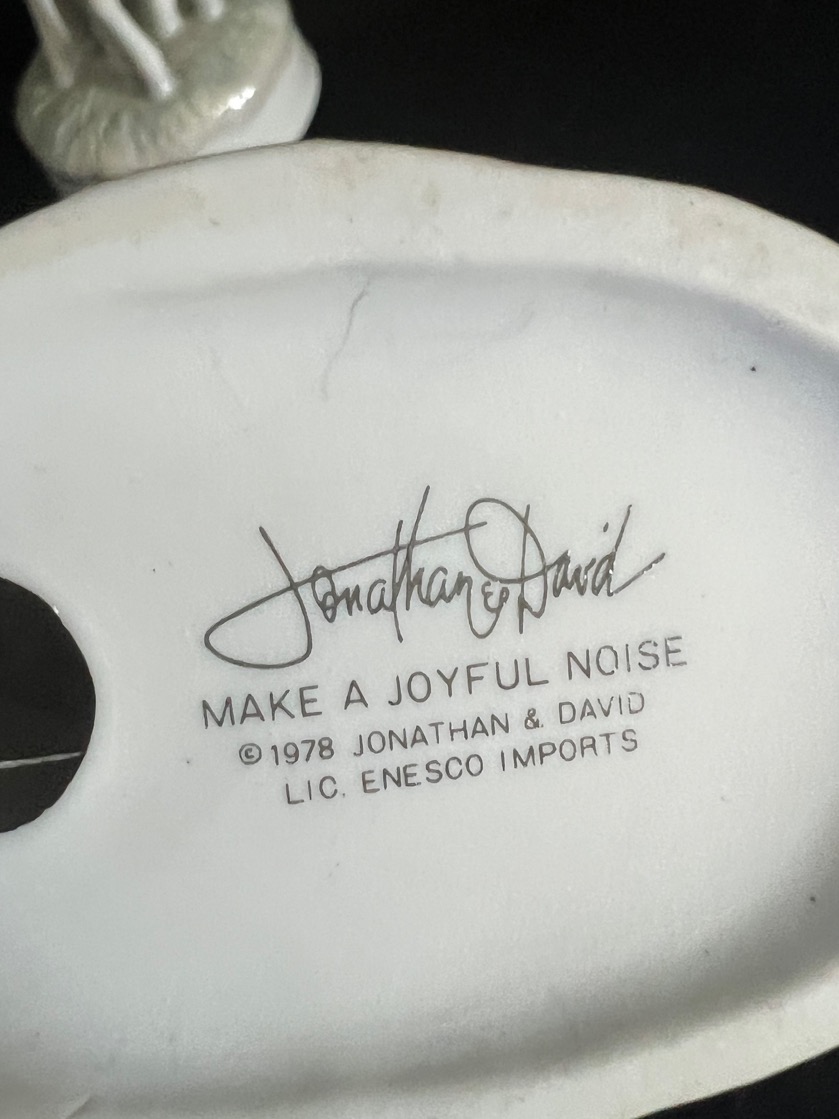 Jonathan & David
MAKE A JOYFUL NOISE
© 1978 JONATHAN & DAVID
LIC. ENESCO IMPORTS